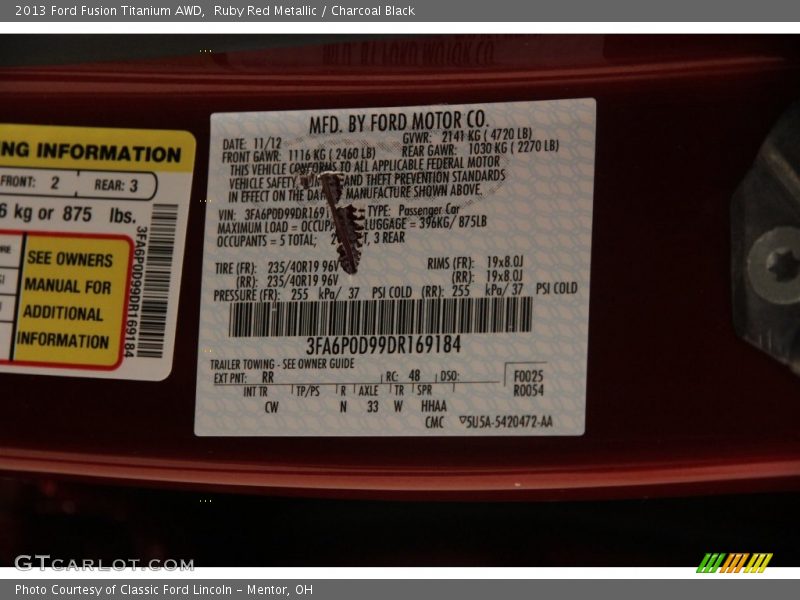 2013 Ford Fusion Titanium AWD, Ruby Red Metallic / Charcoal Black
NG INFORMATION
FRONT: 2 REAR: 3
6 kg or 875 lbs.
SEE OWNERS
MANUAL FOR
ADDITIONAL
INFORMATION
3FA6P0D99DR169184
MFD. BY FORD MOTOR CO.
DATE: 11/12 GVWR: 2141 KG ( 4720 LB)
FRONT GAWR: 1116 KG ( 2460 LB) REAR GAWR: 1030 KG ( 2270 LB)
THIS VEHICLE CONFORMS TO ALL APPLICABLE FEDERAL MOTOR
VEHICLE SAFETY, AND THEFT PREVENTION STANDARDS
IN EFFECT ON THE DATE MANUFACTURE SHOWN ABOVE.
VIN: 3FA6P0D99DR169 TYPE: Passenger Car
MAXIMUM LOAD = OCCUPA LUGGAGE = 396KG/ 875LB
OCCUPANTS = 5 TOTAL; 2 T, 3 REAR
TIRE (FR): 235/40R19 96V RIMS (FR): 19x8.0J
(RR): 235/40R19 96V (RR): 19x8.0J
PRESSURE (FR): 255 kPa/ 37 PSI COLD (RR): 255 kPa/ 37 PSI COLD
3FA6P0D99DR169184
TRAILER TOWING - SEE OWNER GUIDE
EXT PNT: RR RC: 48 DSO: F0025
INT TR TP/PS R AXLE TR SPR R0054
CW N 33 W HHAA
CMC 5U5A-5420472-AA
GTCARLOT.COM
Photo Courtesy of Classic Ford Lincoln – Mentor, OH